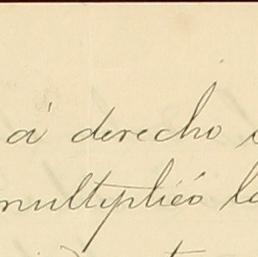 á derecho
multiplicó la